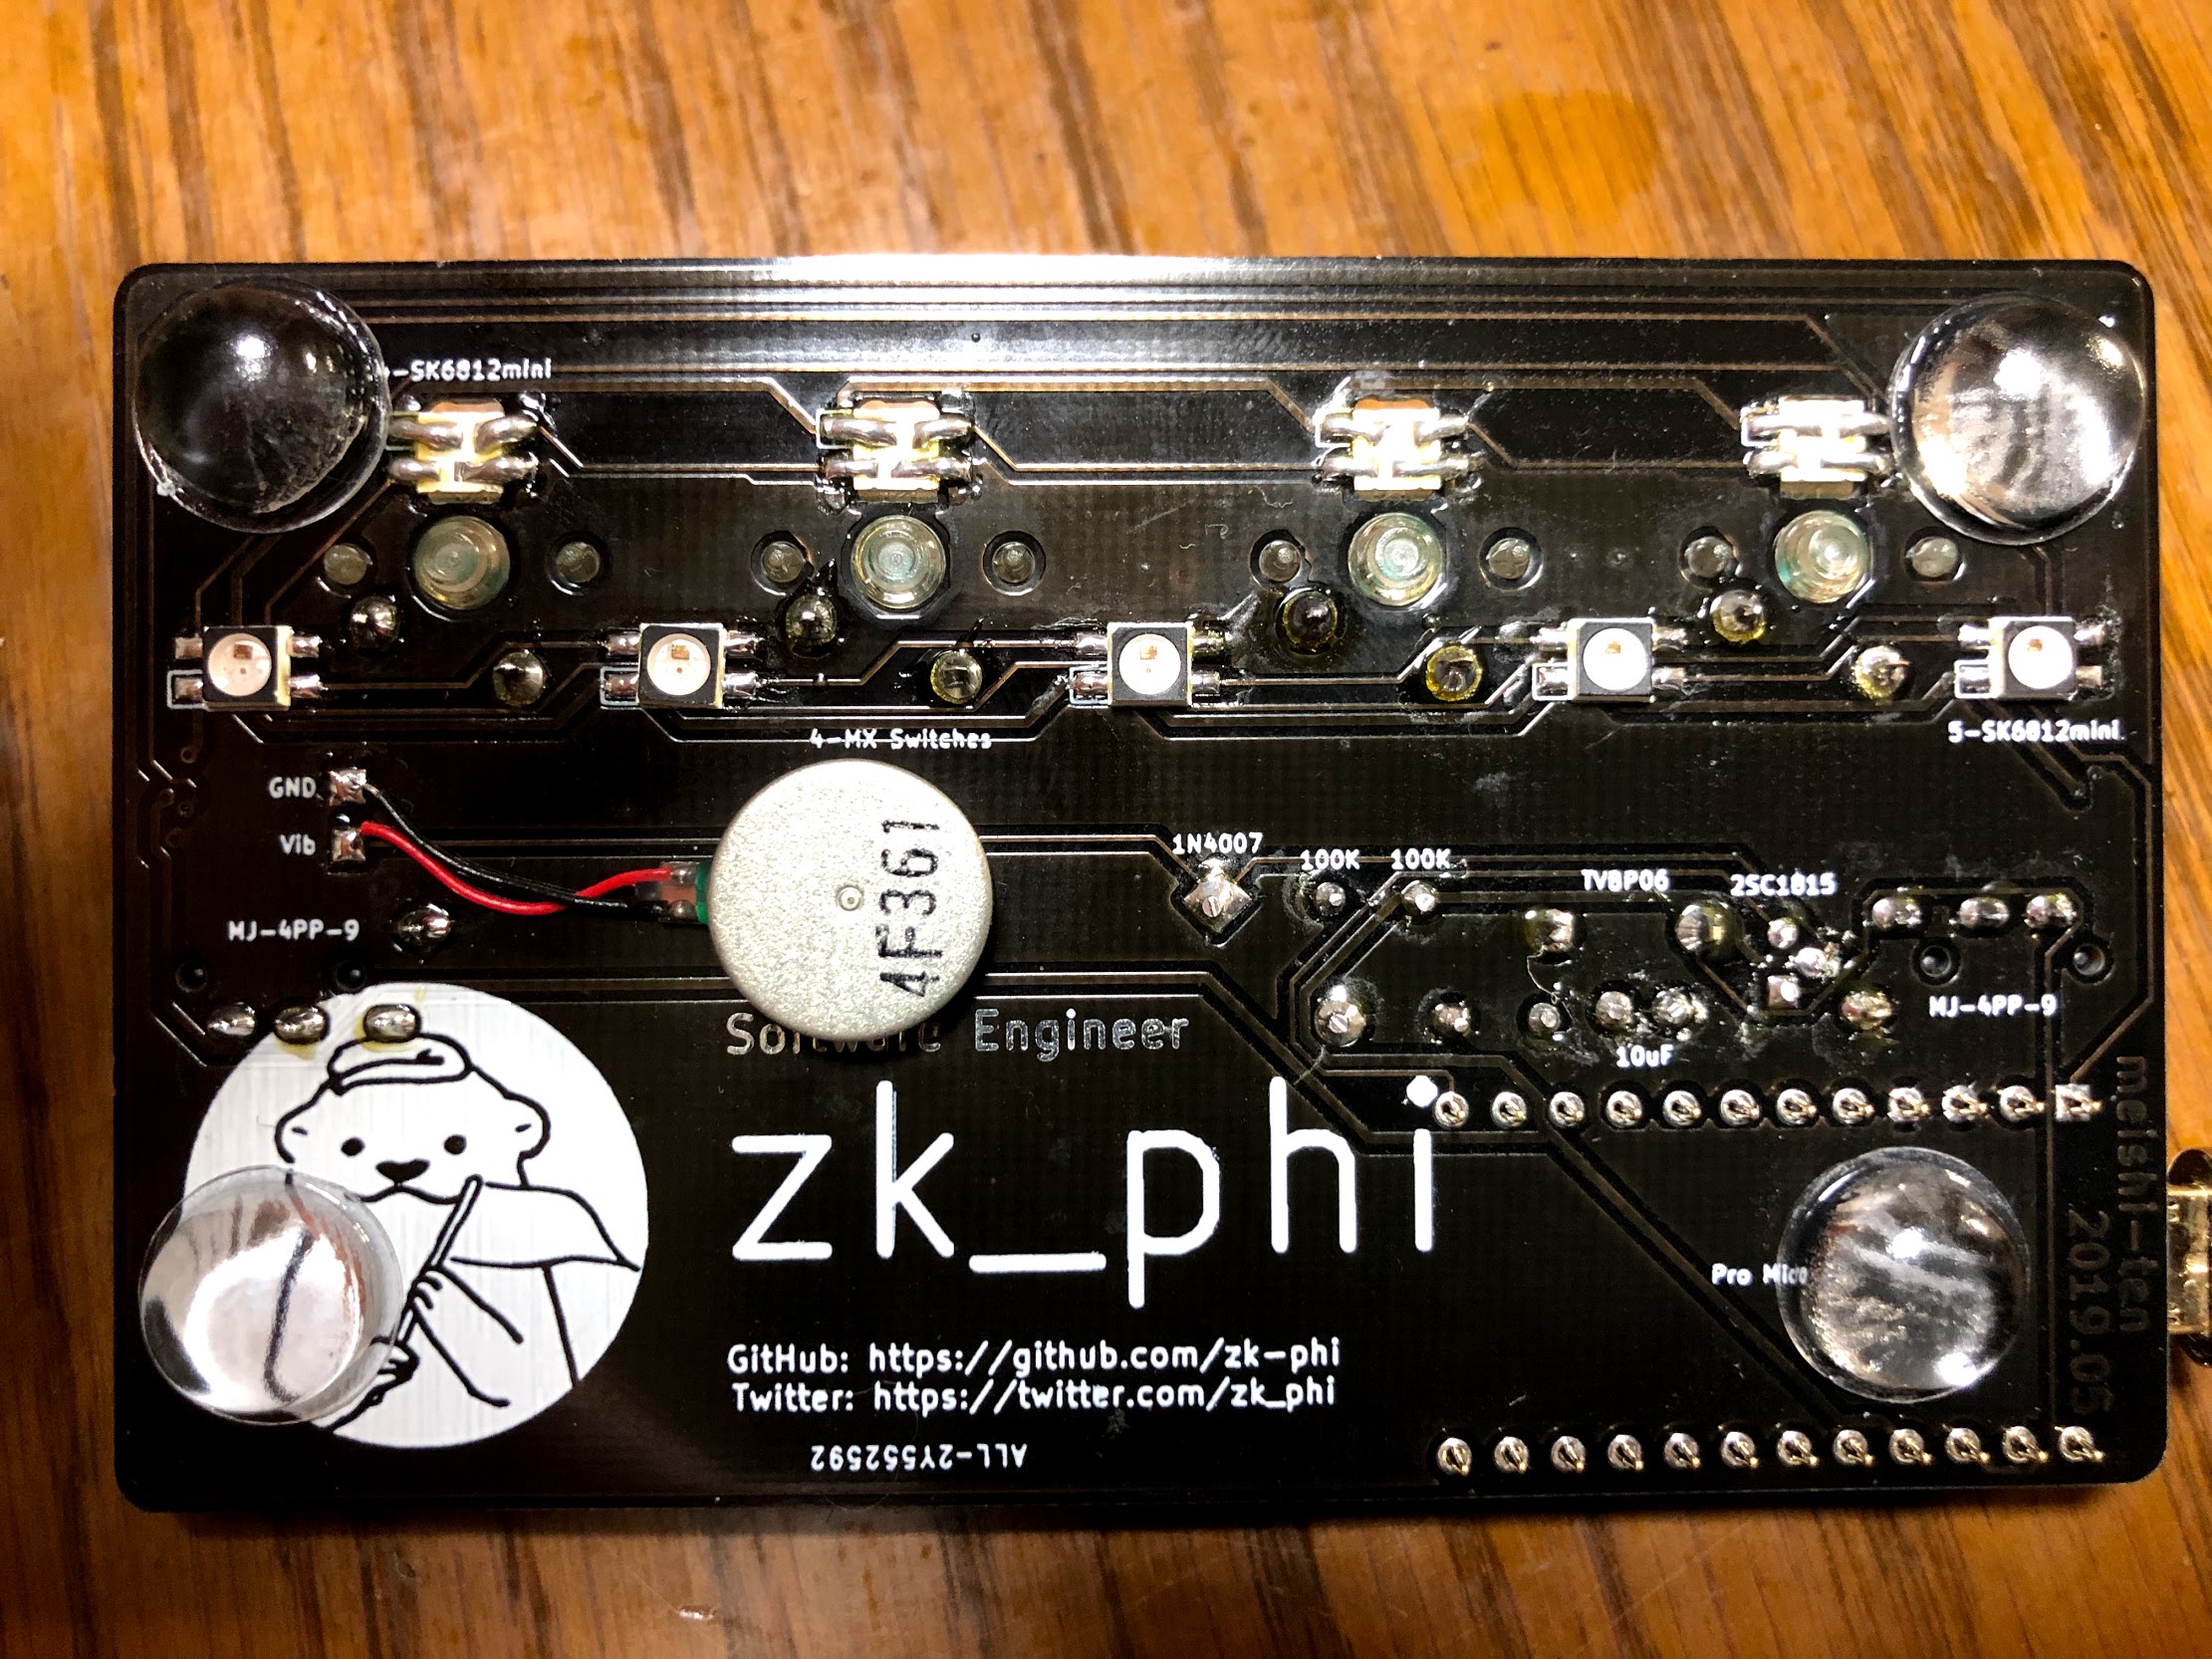 -SK6812mini
4-MX Switches
5-SK6812mini
GND
Vib
4F361
1N4007
100K 100K
TVBP06
2SC1815
MJ-4PP-9
MJ-4PP-9
10uF
Software Engineer
zk_phi
meishi-ten
2019.05
Pro
GitHub: https://github.com/zk-phi
Twitter: https://twitter.com/zk_phi
ALL-2Y552592